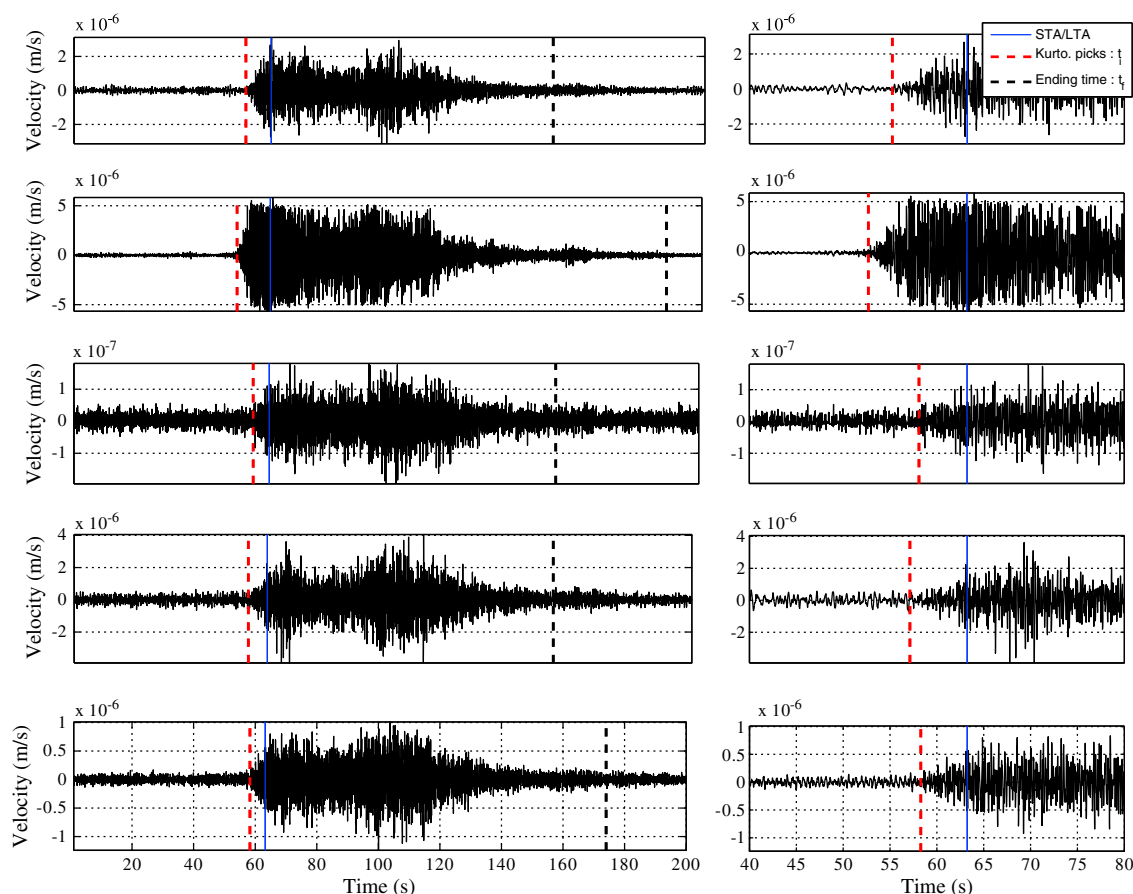 x 10-6
Velocity (m/s)
2
0
-2
x 10-6
2
0
-2
STA/LTA
Kurto. picks : ti
Ending time : tf
x 10-6
Velocity (m/s)
5
0
-5
x 10-6
5
0
-5
x 10-7
Velocity (m/s)
1
0
-1
x 10-7
1
0
-1
x 10-6
Velocity (m/s)
4
2
0
-2
x 10-6
4
2
0
-2
x 10-6
Velocity (m/s)
1
0.5
0
-0.5
-1
20 40 60 80 100 120 140 160 180 200
Time (s)
x 10-6
1
0.5
0
-0.5
-1
40 45 50 55 60 65 70 75 80
Time (s)